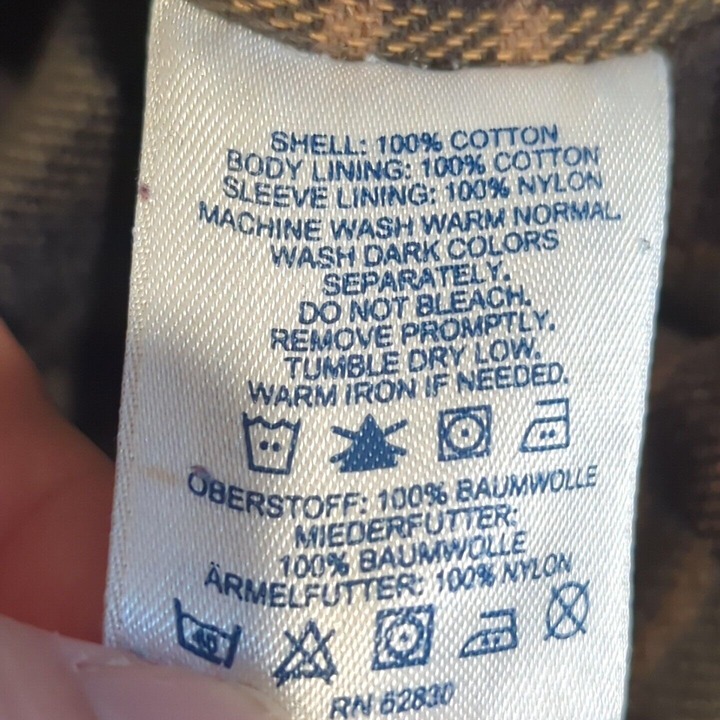 SHELL: 100% COTTON
BODY LINING: 100% COTTON
SLEEVE LINING: 100% NYLON
MACHINE WASH WARM NORMAL
WASH DARK COLORS
SEPARATELY.
DO NOT BLEACH.
REMOVE PROMPTLY.
TUMBLE DRY LOW.
WARM IRON IF NEEDED.
OBERSTOFF: 100% BAUMWOLLE
MIEDERFUTTER:
100% BAUMWOLLE
ÄRMELFUTTER: 100% NYLON
40
RN 62830